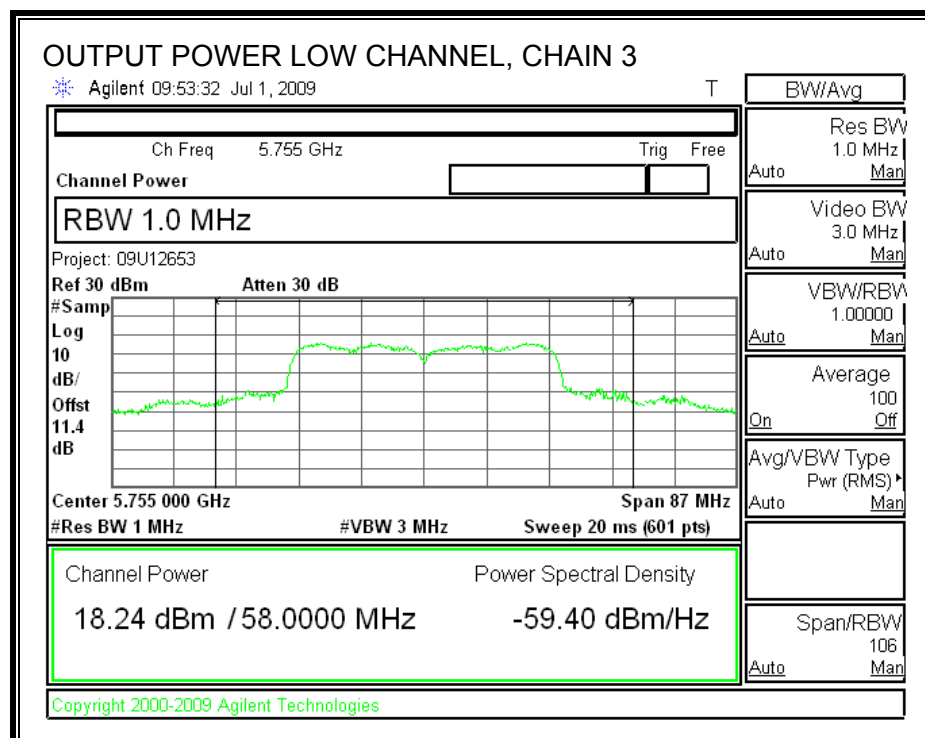 OUTPUT POWER LOW CHANNEL, CHAIN 3
Agilent 09:53:32 Jul 1, 2009 T
BW/Avg
Ch Freq 5.755 GHz Trig Free
Channel Power
RBW 1.0 MHz
Project: 09U12653
Ref 30 dBm Atten 30 dB
#Samp
Log
10
dB/
Offst
11.4
dB
Center 5.755 000 GHz Span 87 MHz
#Res BW 1 MHz #VBW 3 MHz Sweep 20 ms (601 pts)
Channel Power Power Spectral Density
18.24 dBm / 58.0000 MHz -59.40 dBm/Hz
Copyright 2000-2009 Agilent Technologies
Res BW
1.0 MHz
Auto Man
Video BW
3.0 MHz
Auto Man
VBW/RBW
1.00000
Auto Man
Average
100
On Off
Avg/VBW Type
Pwr (RMS)
Auto Man
Span/RBW
106
Auto Man